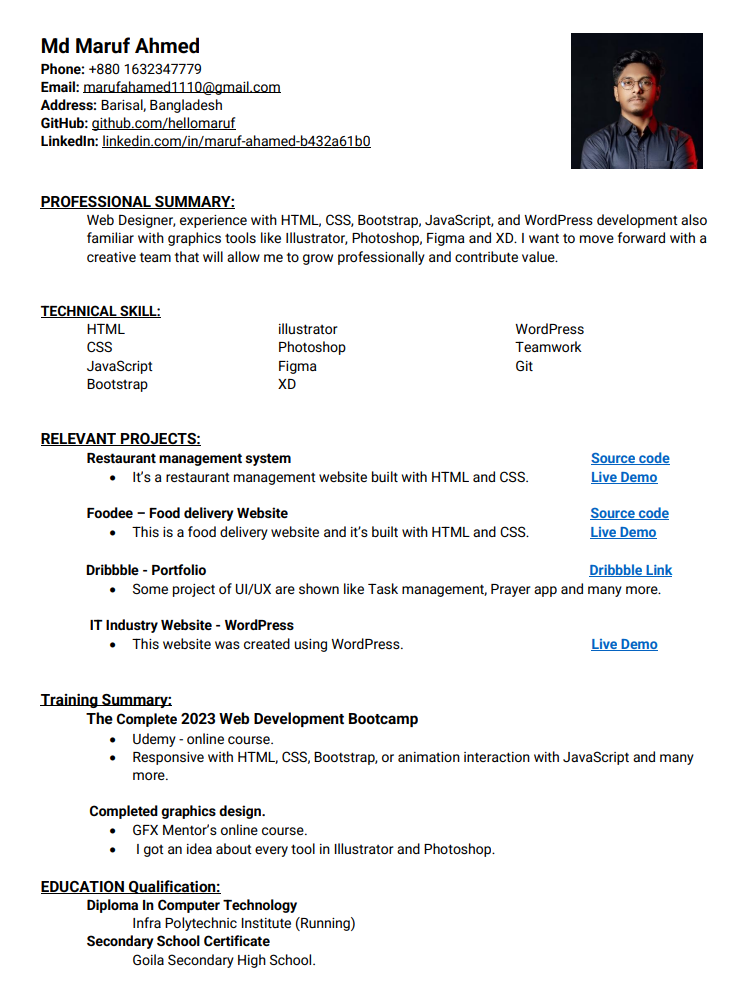 Md Maruf Ahmed
Phone: +880 1632347779
Email: marufahamed1110@gmail.com
Address: Barisal, Bangladesh
GitHub: github.com/hellomaruf
LinkedIn: linkedin.com/in/maruf-ahamed-b432a61b0
PROFESSIONAL SUMMARY:
Web Designer, experience with HTML, CSS, Bootstrap, JavaScript, and WordPress development also
familiar with graphics tools like Illustrator, Photoshop, Figma and XD. I want to move forward with a
creative team that will allow me to grow professionally and contribute value.
TECHNICAL SKILL:
HTML illustrator WordPress
CSS Photoshop Teamwork
JavaScript Figma Git
Bootstrap XD
RELEVANT PROJECTS:
Restaurant management system Source code
• It’s a restaurant management website built with HTML and CSS. Live Demo
Foodee – Food delivery Website Source code
• This is a food delivery website and it’s built with HTML and CSS. Live Demo
Dribbble - Portfolio Dribbble Link
• Some project of UI/UX are shown like Task management, Prayer app and many more.
IT Industry Website - WordPress
• This website was created using WordPress. Live Demo
Training Summary:
The Complete 2023 Web Development Bootcamp
• Udemy - online course.
• Responsive with HTML, CSS, Bootstrap, or animation interaction with JavaScript and many
more.
Completed graphics design.
• GFX Mentor’s online course.
• I got an idea about every tool in Illustrator and Photoshop.
EDUCATION Qualification:
Diploma In Computer Technology
Infra Polytechnic Institute (Running)
Secondary School Certificate
Goila Secondary High School.